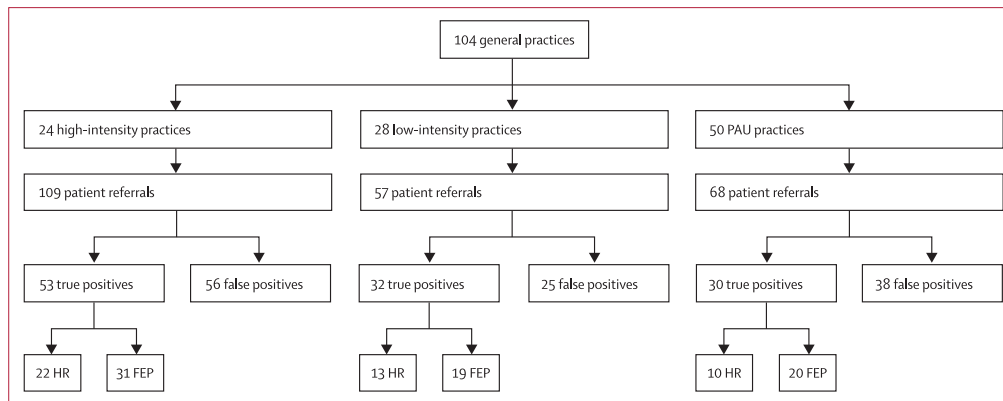 104 general practices
24 high-intensity practices
28 low-intensity practices
50 PAU practices
109 patient referrals
57 patient referrals
68 patient referrals
53 true positives
56 false positives
32 true positives
25 false positives
30 true positives
38 false positives
22 HR
31 FEP
13 HR
19 FEP
10 HR
20 FEP